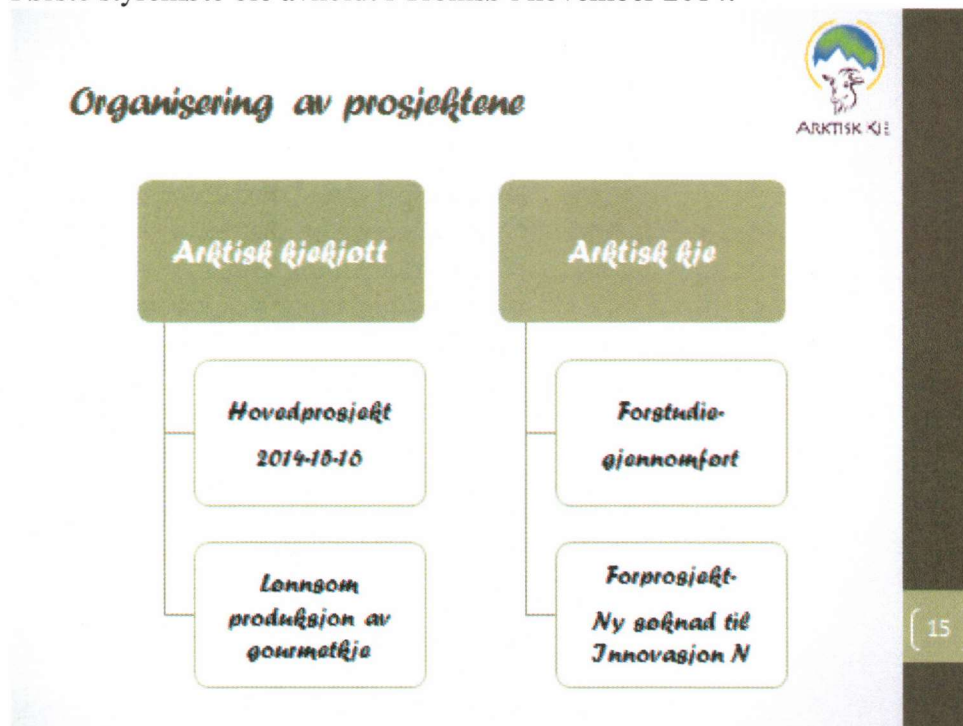 Organisering av prosjektene
ARKTISK KJE
Arktisk kjekjøtt
Hovedprosjekt
2014-15-16
Lønnsom
produksjon av
gourmetkje
Arktisk kje
Forstudie-
gjennomført
Forprosjekt-
Ny søknad til
Innovasjon N
15